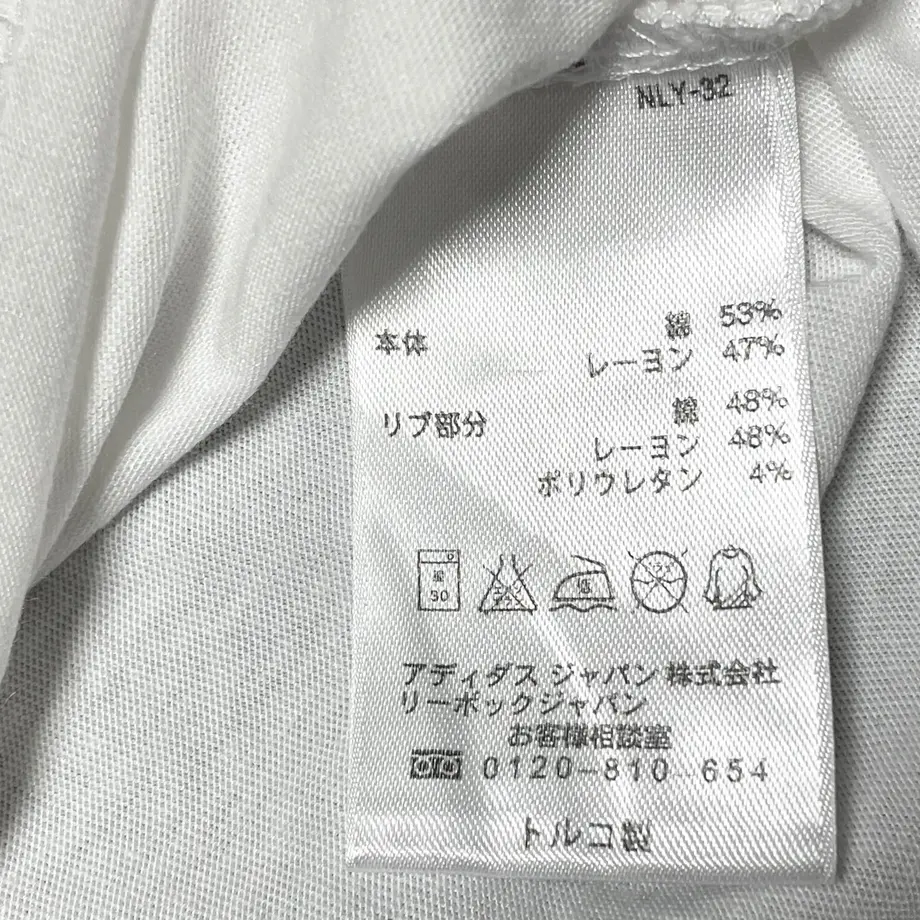 NLY-32
本体 綿 53%
レーヨン 47%
リブ部分 綿 48%
レーヨン 48%
ポリウレタン 4%
30 低
アディダス ジャパン株式会社
リーボックジャパン
お客様相談室
0120-810-654
トルコ製